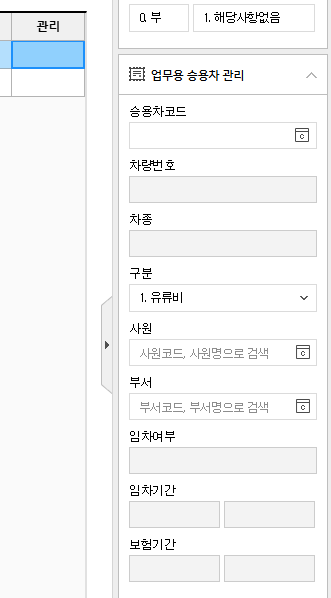 관리
0. 부 1. 해당사항없음
업무용 승용차 관리
승용차코드
차량번호
차종
구분
1. 유류비
사원
사원코드, 사원명으로 검색
부서
부서코드, 부서명으로 검색
임차여부
임차기간
보험기간